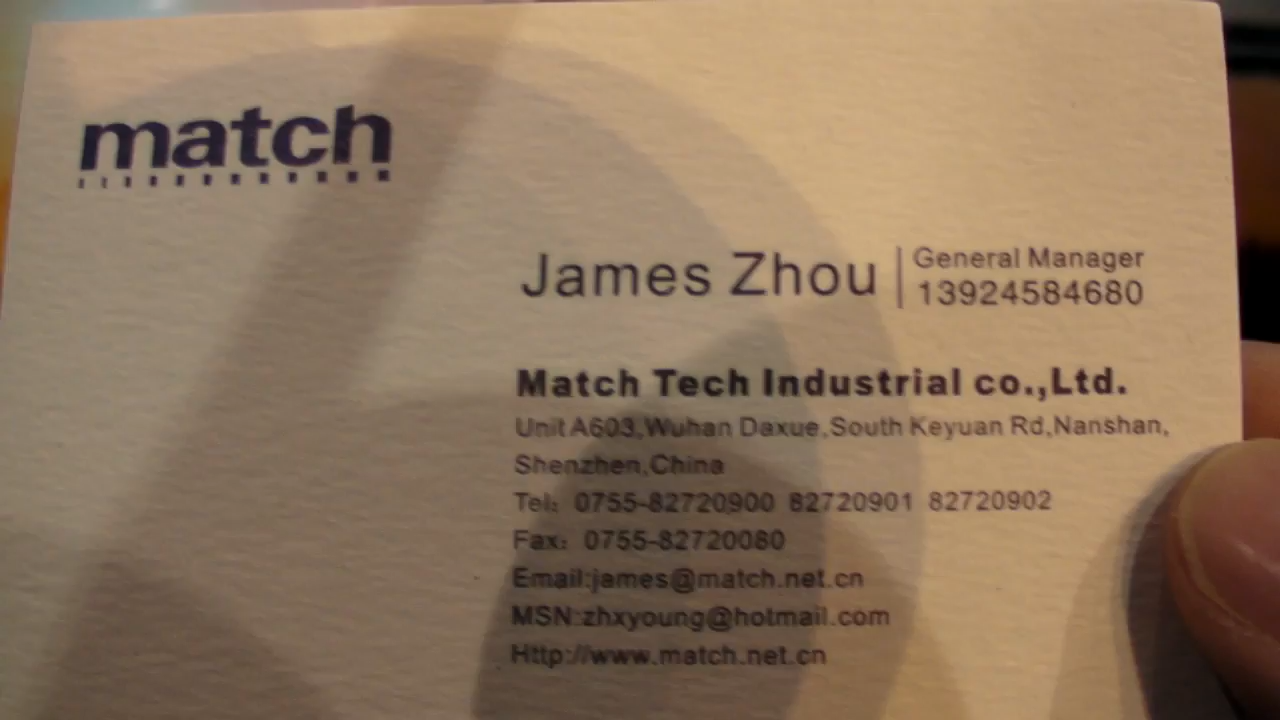 match
James Zhou
General Manager
13924584680
Match Tech Industrial co.,Ltd.
Unit A603,Wuhan Daxue,South Keyuan Rd,Nanshan,
Shenzhen,China
Tel: 0755-82720900 82720901 82720902
Fax: 0755-82720080
Email:james@match.net.cn
MSN:zhxyoung@hotmail.com
Http://www.match.net.cn